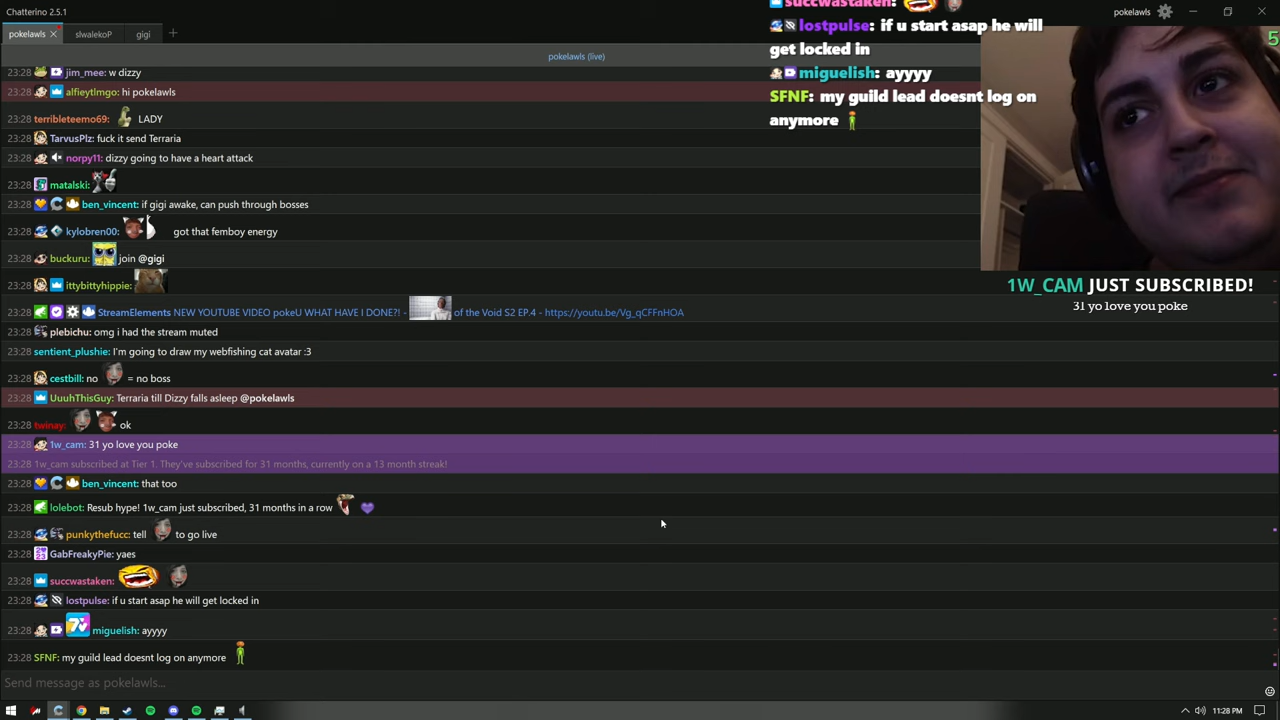 Chatterino 2.5.1
pokelawls
pokelawls
slwalekoP
gigi
pokelawls (live)
23:28 jim_mee: w dizzy
23:28 alfieytlmgo: hi pokelawls
23:28 terribleteemo69: LADY
23:28 TarvusPlz: fuck it send Terraria
23:28 norpy11: dizzy going to have a heart attack
23:28 matalski:
23:28 ben_vincent: if gigi awake, can push through bosses
23:28 kylobren00: got that femboy energy
23:28 buckuru: join @gigi
23:28 ittybittyhippie:
23:28 StreamElements NEW YOUTUBE VIDEO pokeU WHAT HAVE I DONE?! - of the Void S2 EP.4 - https://youtu.be/Vg_qCFFnHOA
23:28 plebichu: omg i had the stream muted
23:28 sentient_plushie: I'm going to draw my webfishing cat avatar :3
23:28 cestbill: no = no boss
23:28 UuuhThisGuy: Terraria till Dizzy falls asleep @pokelawls
23:28 twinay: ok
23:28 1w_cam: 31 yo love you poke
23:28 1w_cam subscribed at Tier 1. They've subscribed for 31 months, currently on a 13 month streak!
23:28 ben_vincent: that too
23:28 lolebot: Resub hype! 1w_cam just subscribed, 31 months in a row
23:28 punkythefucc: tell to go live
23:28 GabFreakyPie: yaes
23:28 succwastaken:
23:28 lostpulse: if u start asap he will get locked in
23:28 miguelish: ayyyy
23:28 SFNF: my guild lead doesnt log on anymore
Send message as pokelawls...
succwastaken:
lostpulse: if u start asap he will
get locked in
miguelish: ayyyy
SFNF: my guild lead doesnt log on
anymore
5
1W_CAM JUST SUBSCRIBED!
31 yo love you poke
11:28 PM